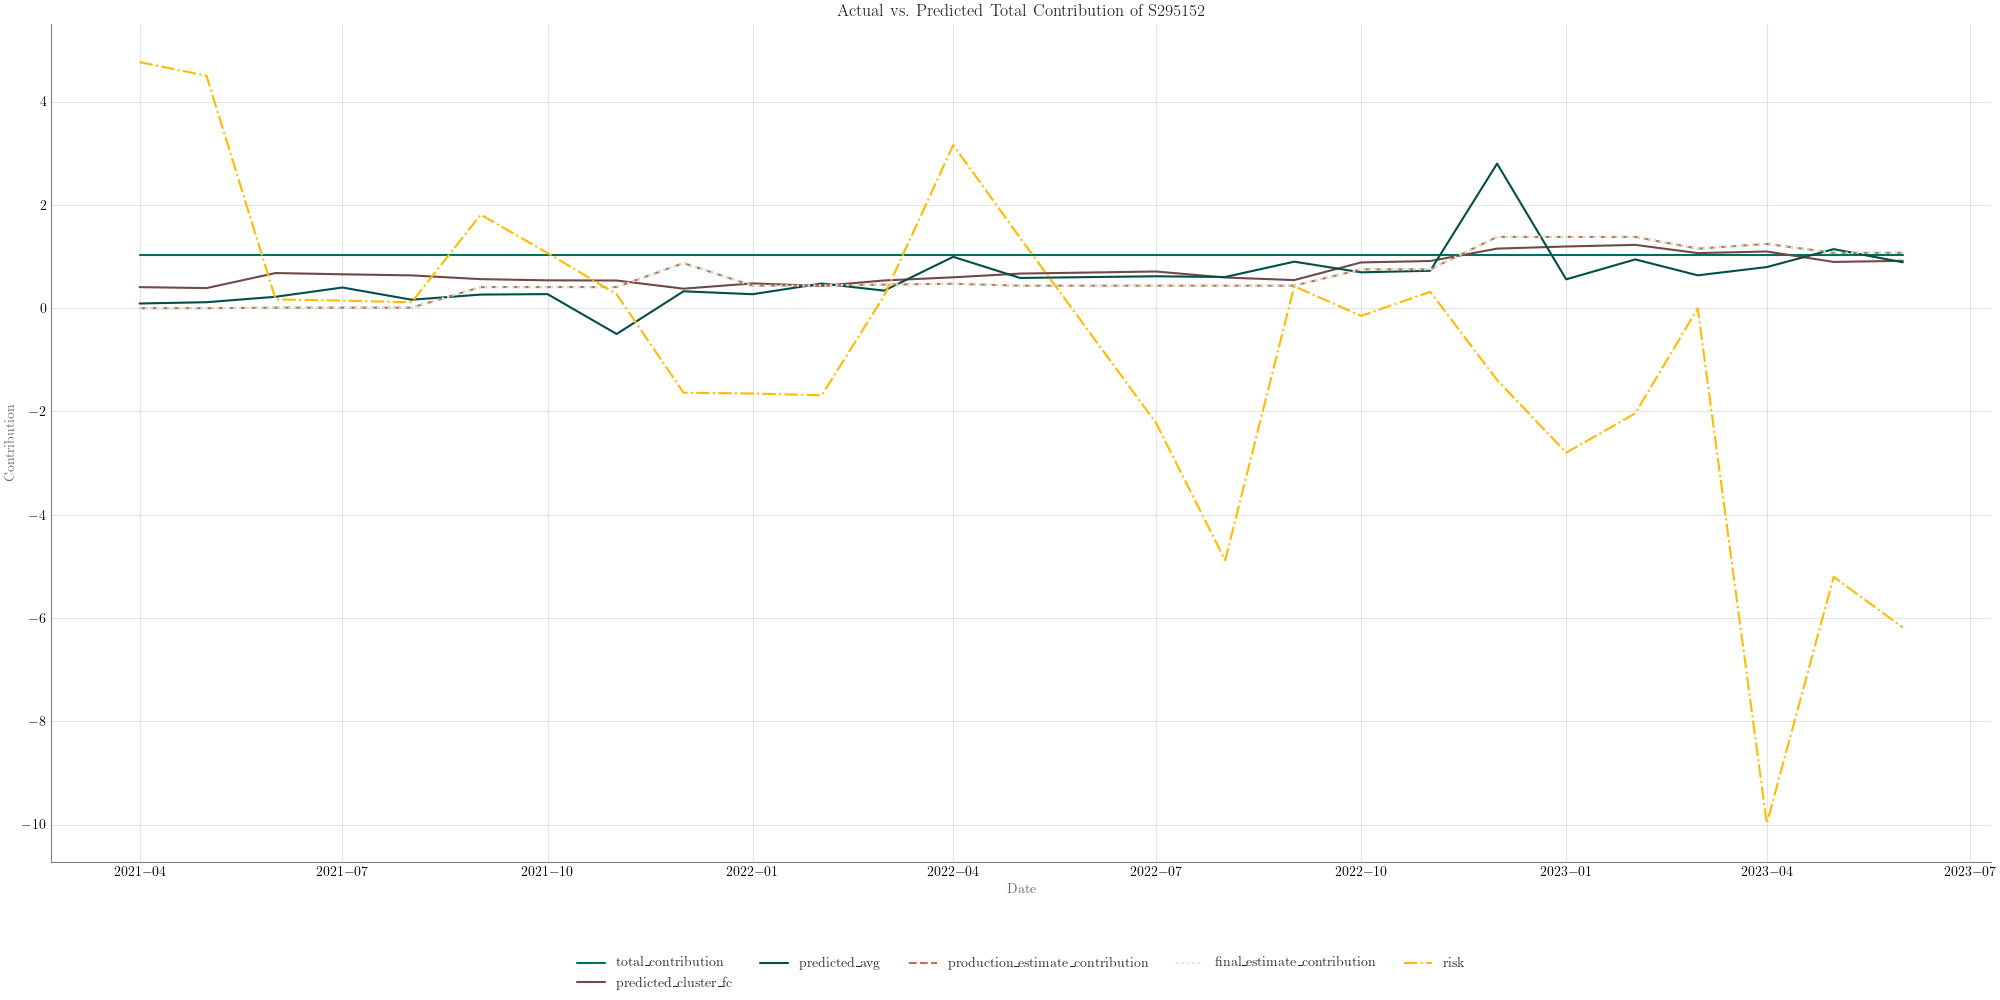 Actual vs. Predicted Total Contribution of S295152
Contribution
4
2
0
−2
−4
−6
−8
−10
2021−04 2021−07 2021−10 2022−01 2022−04 2022−07 2022−10 2023−01 2023−04 2023−07
Date
total_contribution predicted_avg production_estimate_contribution final_estimate_contribution risk
predicted_cluster_fc